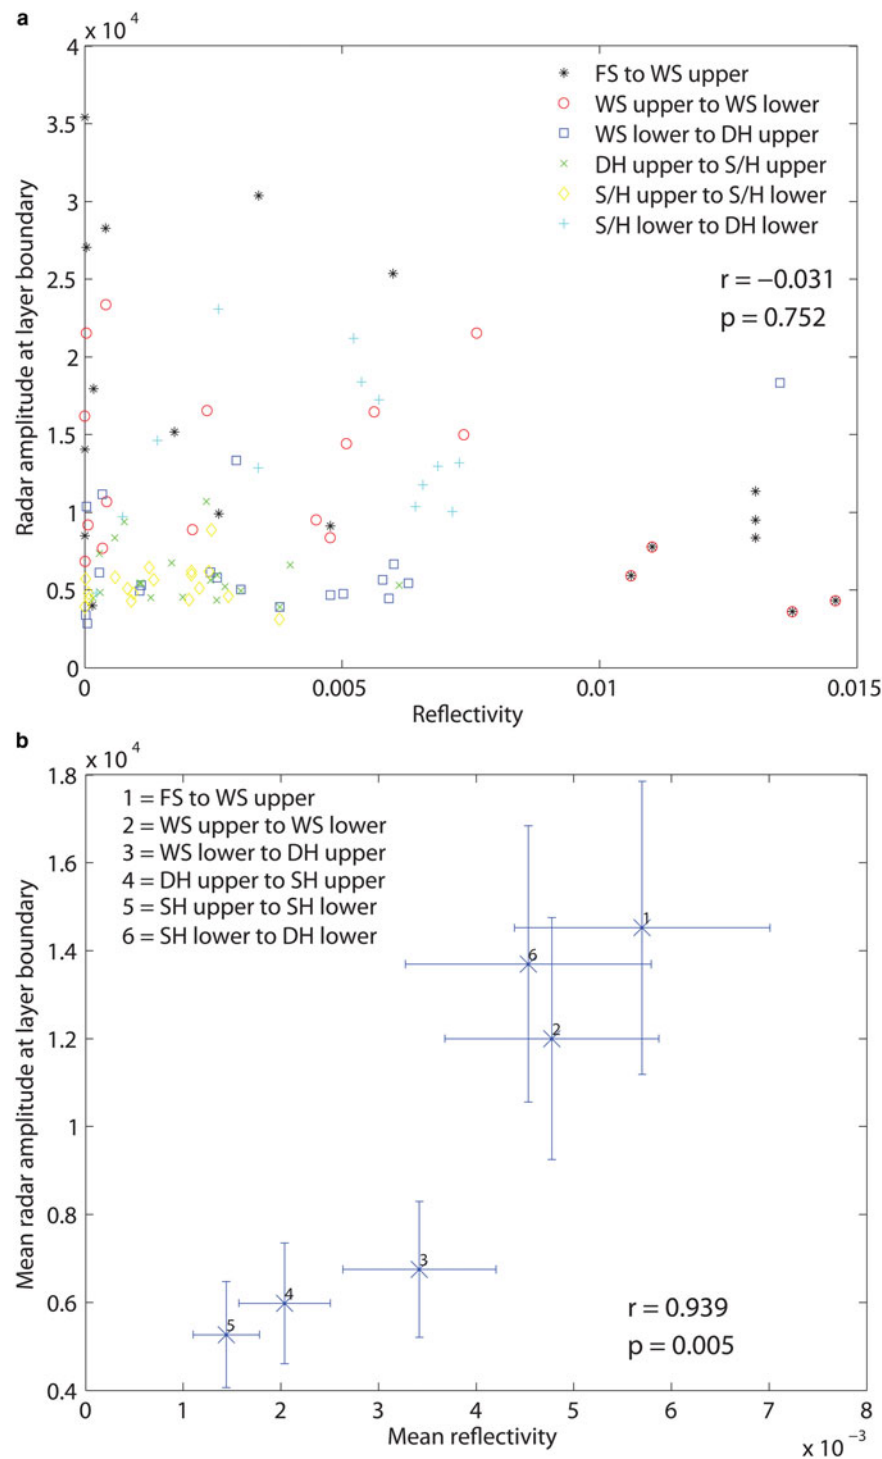 a
x 10⁴
4
3.5
3
2.5
2
1.5
1
0.5
0
Radar amplitude at layer boundary
FS to WS upper
WS upper to WS lower
WS lower to DH upper
DH upper to S/H upper
S/H upper to S/H lower
S/H lower to DH lower
r = −0.031
p = 0.752
0 0.005 0.01 0.015
Reflectivity
b
x 10⁴
1.8
1.6
1.4
1.2
1
0.8
0.6
0.4
Mean radar amplitude at layer boundary
1 = FS to WS upper
2 = WS upper to WS lower
3 = WS lower to DH upper
4 = DH upper to SH upper
5 = SH upper to SH lower
6 = SH lower to DH lower
1
6
2
3
4
5
r = 0.939
p = 0.005
0 1 2 3 4 5 6 7 8
Mean reflectivity
x 10⁻³